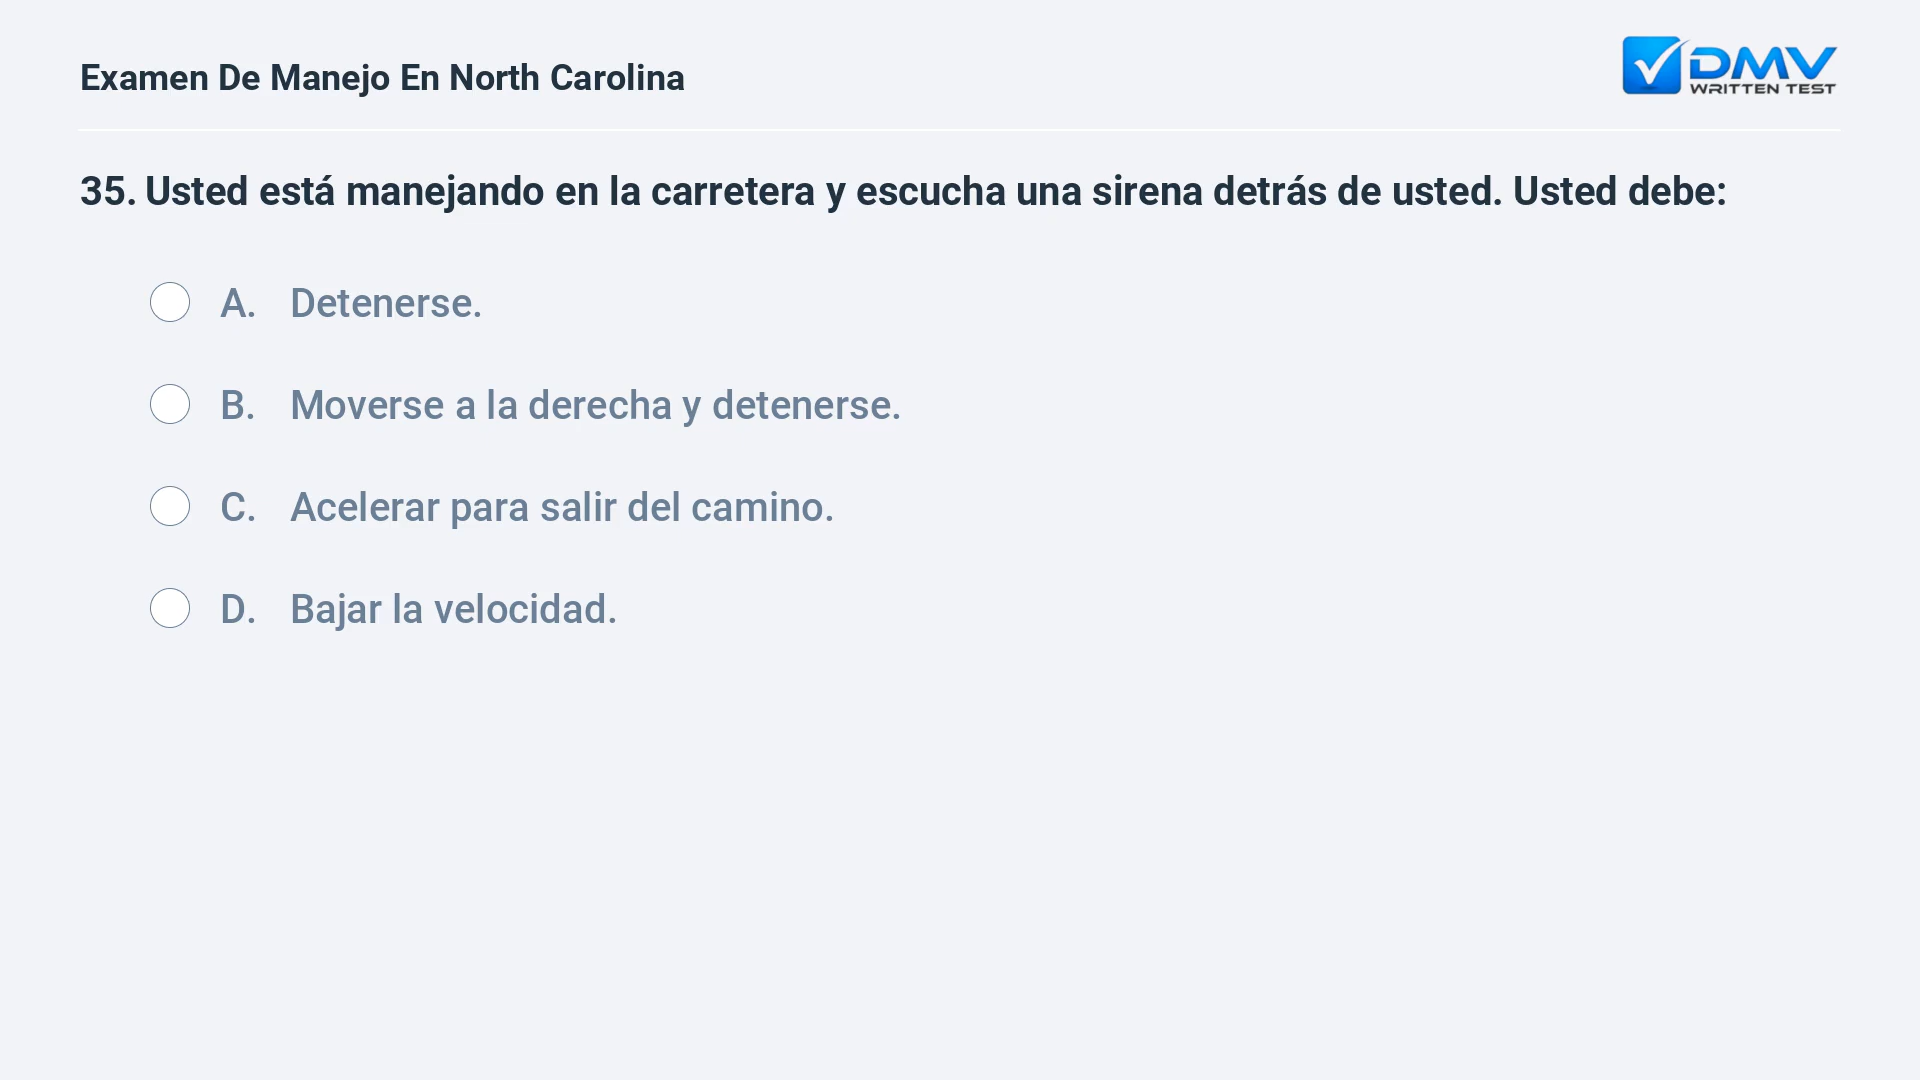 Examen De Manejo En North Carolina
DMV
WRITTEN TEST
35. Usted está manejando en la carretera y escucha una sirena detrás de usted. Usted debe:
A. Detenerse.
B. Moverse a la derecha y detenerse.
C. Acelerar para salir del camino.
D. Bajar la velocidad.